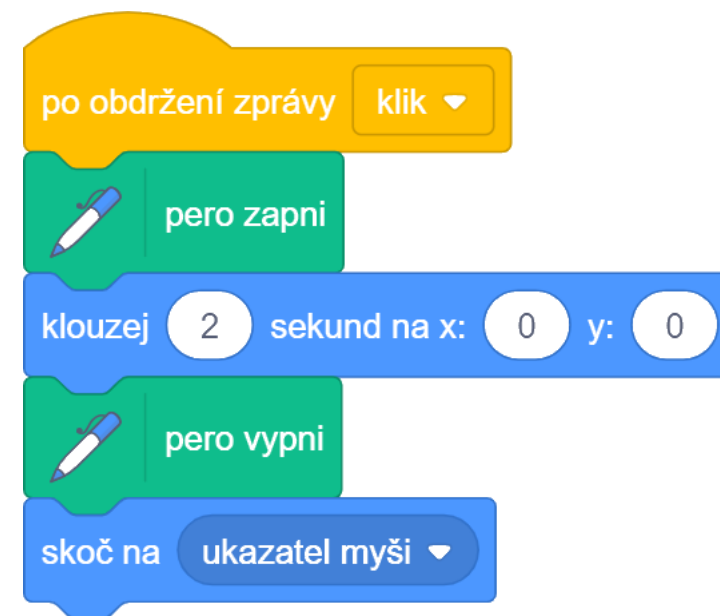 po obdržení zprávy klik
pero zapni
klouzej 2 sekund na x: 0 y: 0
pero vypni
skoč na ukazatel myši